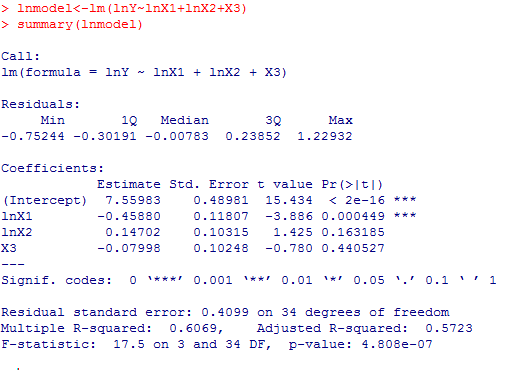 > lnmodel<-lm(lnY~lnX1+lnX2+X3)
> summary(lnmodel)
Call:
lm(formula = lnY ~ lnX1 + lnX2 + X3)
Residuals:
Min 1Q Median 3Q Max
-0.75244 -0.30191 -0.00783 0.23852 1.22932
Coefficients:
Estimate Std. Error t value Pr(>|t|)
(Intercept) 7.55983 0.48981 15.434 < 2e-16 ***
lnX1 -0.45880 0.11807 -3.886 0.000449 ***
lnX2 0.14702 0.10315 1.425 0.163185
X3 -0.07998 0.10248 -0.780 0.440527
---
Signif. codes: 0 ‘***’ 0.001 ‘**’ 0.01 ‘*’ 0.05 ‘.’ 0.1 ‘ ’ 1
Residual standard error: 0.4099 on 34 degrees of freedom
Multiple R-squared: 0.6069, Adjusted R-squared: 0.5723
F-statistic: 17.5 on 3 and 34 DF, p-value: 4.808e-07